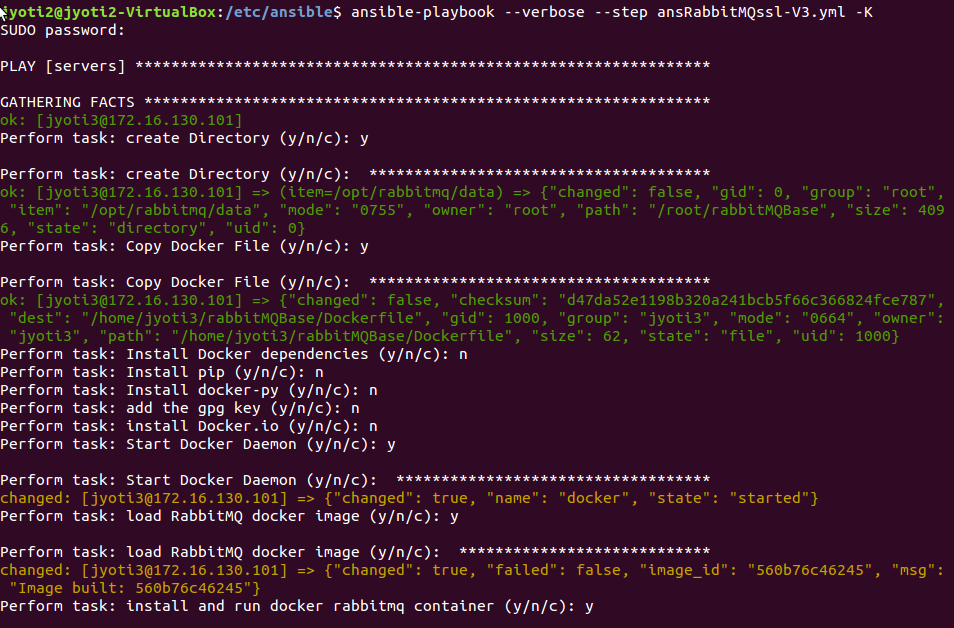 jyoti2@jyoti2-VirtualBox:/etc/ansible$ ansible-playbook --verbose --step ansRabbitMQssl-V3.yml -K
SUDO password:
PLAY [servers] ****************************************************************
GATHERING FACTS ***************************************************************
ok: [jyoti3@172.16.130.101]
Perform task: create Directory (y/n/c): y
Perform task: create Directory (y/n/c):  **************************************
ok: [jyoti3@172.16.130.101] => (item=/opt/rabbitmq/data) => {"changed": false, "gid": 0, "group": "root",
"item": "/opt/rabbitmq/data", "mode": "0755", "owner": "root", "path": "/root/rabbitMQBase", "size": 409
6, "state": "directory", "uid": 0}
Perform task: Copy Docker File (y/n/c): y
Perform task: Copy Docker File (y/n/c):  **************************************
ok: [jyoti3@172.16.130.101] => {"changed": false, "checksum": "d47da52e1198b320a241bcb5f66c366824fce787",
"dest": "/home/jyoti3/rabbitMQBase/Dockerfile", "gid": 1000, "group": "jyoti3", "mode": "0664", "owner":
"jyoti3", "path": "/home/jyoti3/rabbitMQBase/Dockerfile", "size": 62, "state": "file", "uid": 1000}
Perform task: Install Docker dependencies (y/n/c): n
Perform task: Install pip (y/n/c): n
Perform task: Install docker-py (y/n/c): n
Perform task: add the gpg key (y/n/c): n
Perform task: install Docker.io (y/n/c): n
Perform task: Start Docker Daemon (y/n/c): y
Perform task: Start Docker Daemon (y/n/c):  ***********************************
changed: [jyoti3@172.16.130.101] => {"changed": true, "name": "docker", "state": "started"}
Perform task: load RabbitMQ docker image (y/n/c): y
Perform task: load RabbitMQ docker image (y/n/c):  ****************************
changed: [jyoti3@172.16.130.101] => {"changed": true, "failed": false, "image_id": "560b76c46245", "msg":
"Image built: 560b76c46245"}
Perform task: install and run docker rabbitmq container (y/n/c): y